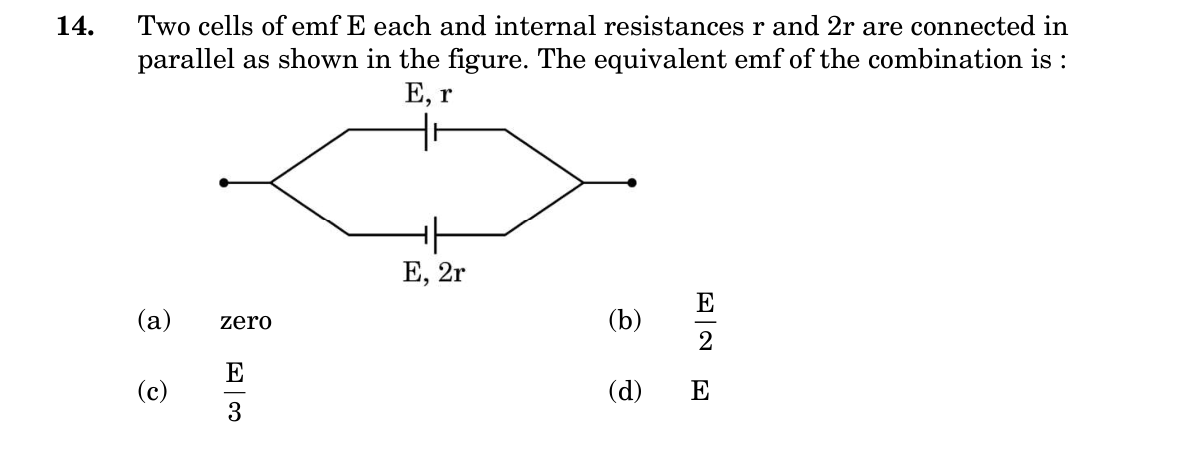 14. Two cells of emf E each and internal resistances r and 2r are connected in
parallel as shown in the figure. The equivalent emf of the combination is :
E, r
E, 2r
(a) zero
(b) E/2
(c) E/3
(d) E